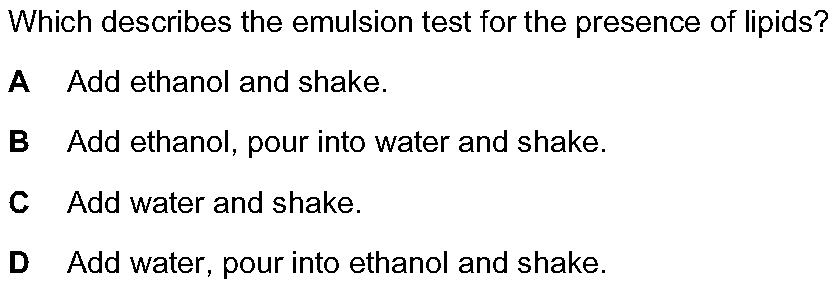 Which describes the emulsion test for the presence of lipids?
A Add ethanol and shake.
B Add ethanol, pour into water and shake.
C Add water and shake.
D Add water, pour into ethanol and shake.